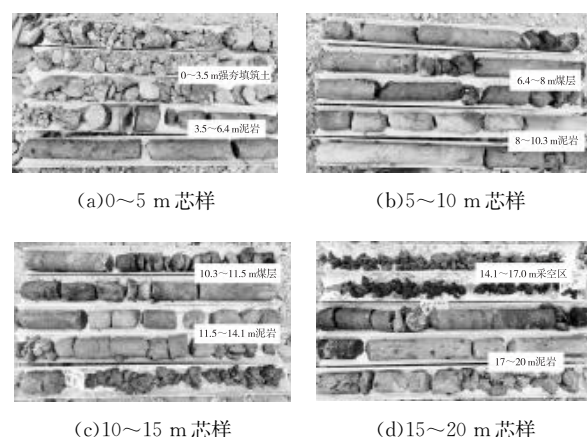 0～3.5 m强夯填筑土
3.5～6.4 m泥岩
(a)0～5 m芯样
6.4～8 m煤层
8～10.3 m泥岩
(b)5～10 m芯样
10.3～11.5 m煤层
11.5～14.1 m泥岩
(c)10～15 m芯样
14.1～17.0 m采空区
17～20 m泥岩
(d)15～20 m芯样